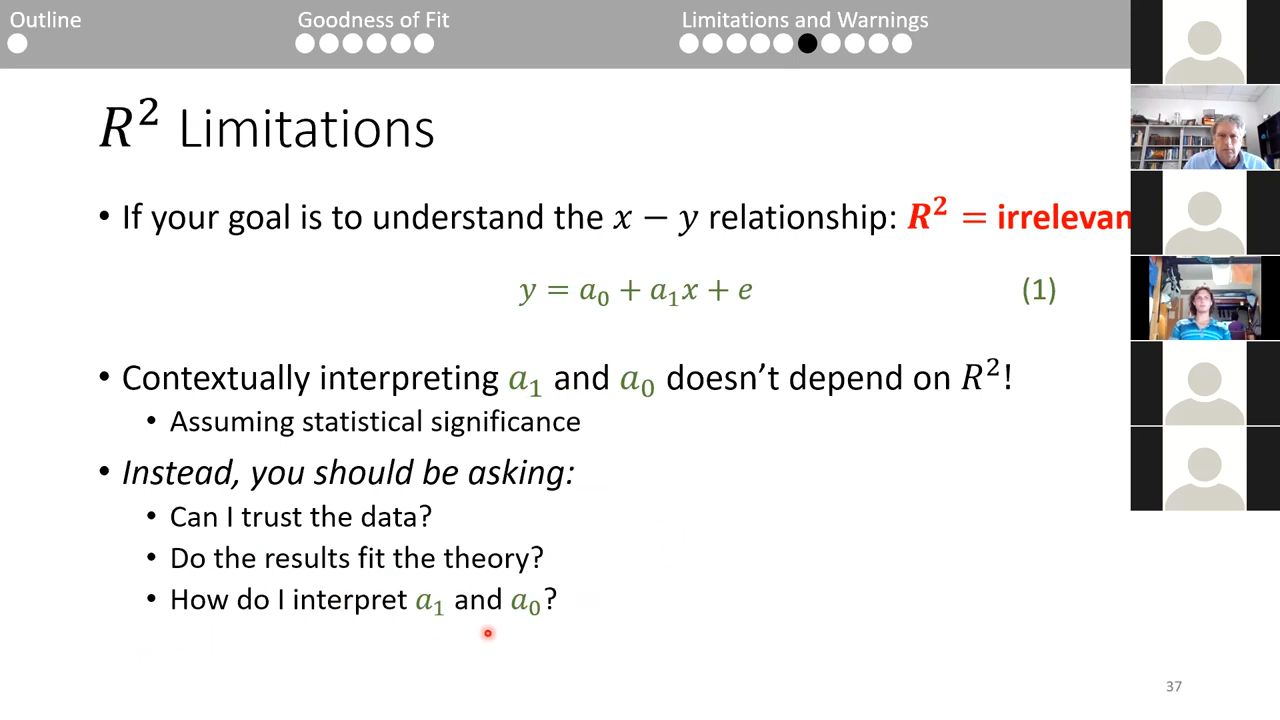 Outline
Goodness of Fit
Limitations and Warnings
R² Limitations
• If your goal is to understand the x − y relationship: R² = irrelevan
y = a₀ + a₁x + e (1)
• Contextually interpreting a₁ and a₀ doesn’t depend on R²!
• Assuming statistical significance
• Instead, you should be asking:
• Can I trust the data?
• Do the results fit the theory?
• How do I interpret a₁ and a₀?
37